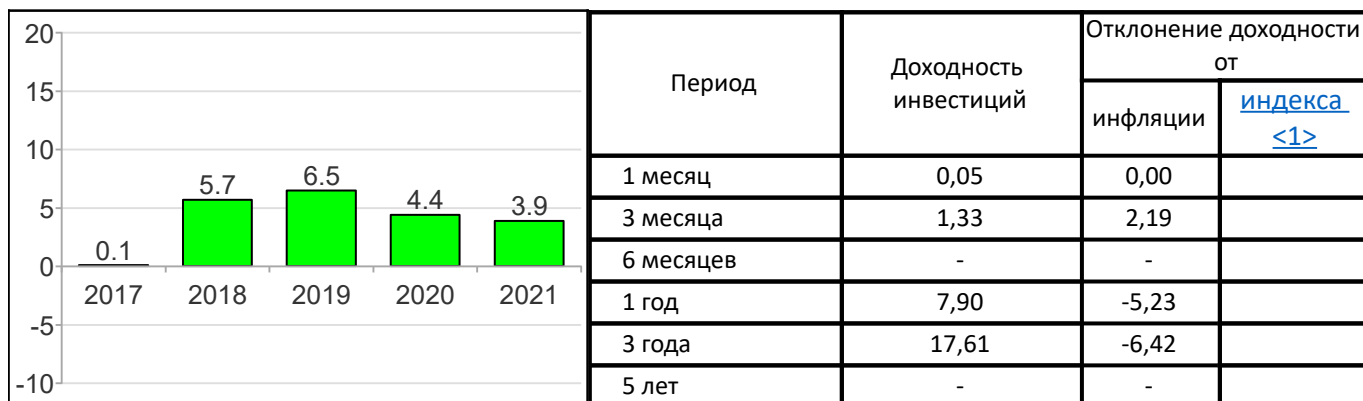 20
15
10
5
0
-5
-10
0.1
5.7
6.5
4.4
3.9
2017 2018 2019 2020 2021
Период
Доходность
инвестиций
Отклонение доходности
от
инфляции
индекса
<1>
1 месяц 0,05 0,00
3 месяца 1,33 2,19
6 месяцев - -
1 год 7,90 -5,23
3 года 17,61 -6,42
5 лет - -